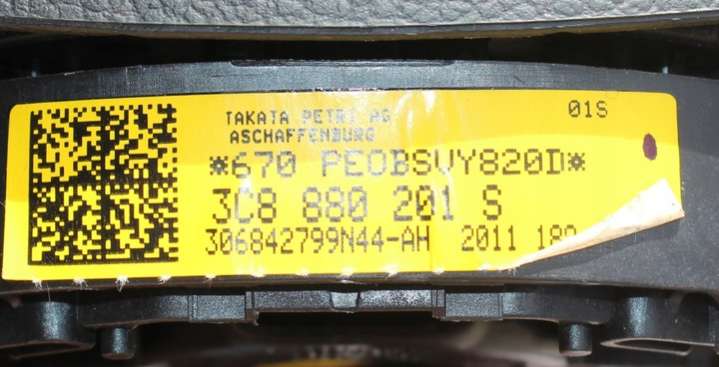 TAKATA PETRI AG 01S
ASCHAFFENBURG
*670 PEOBSVY820D*
3C8 880 201 S
306842799N44-AH 2011